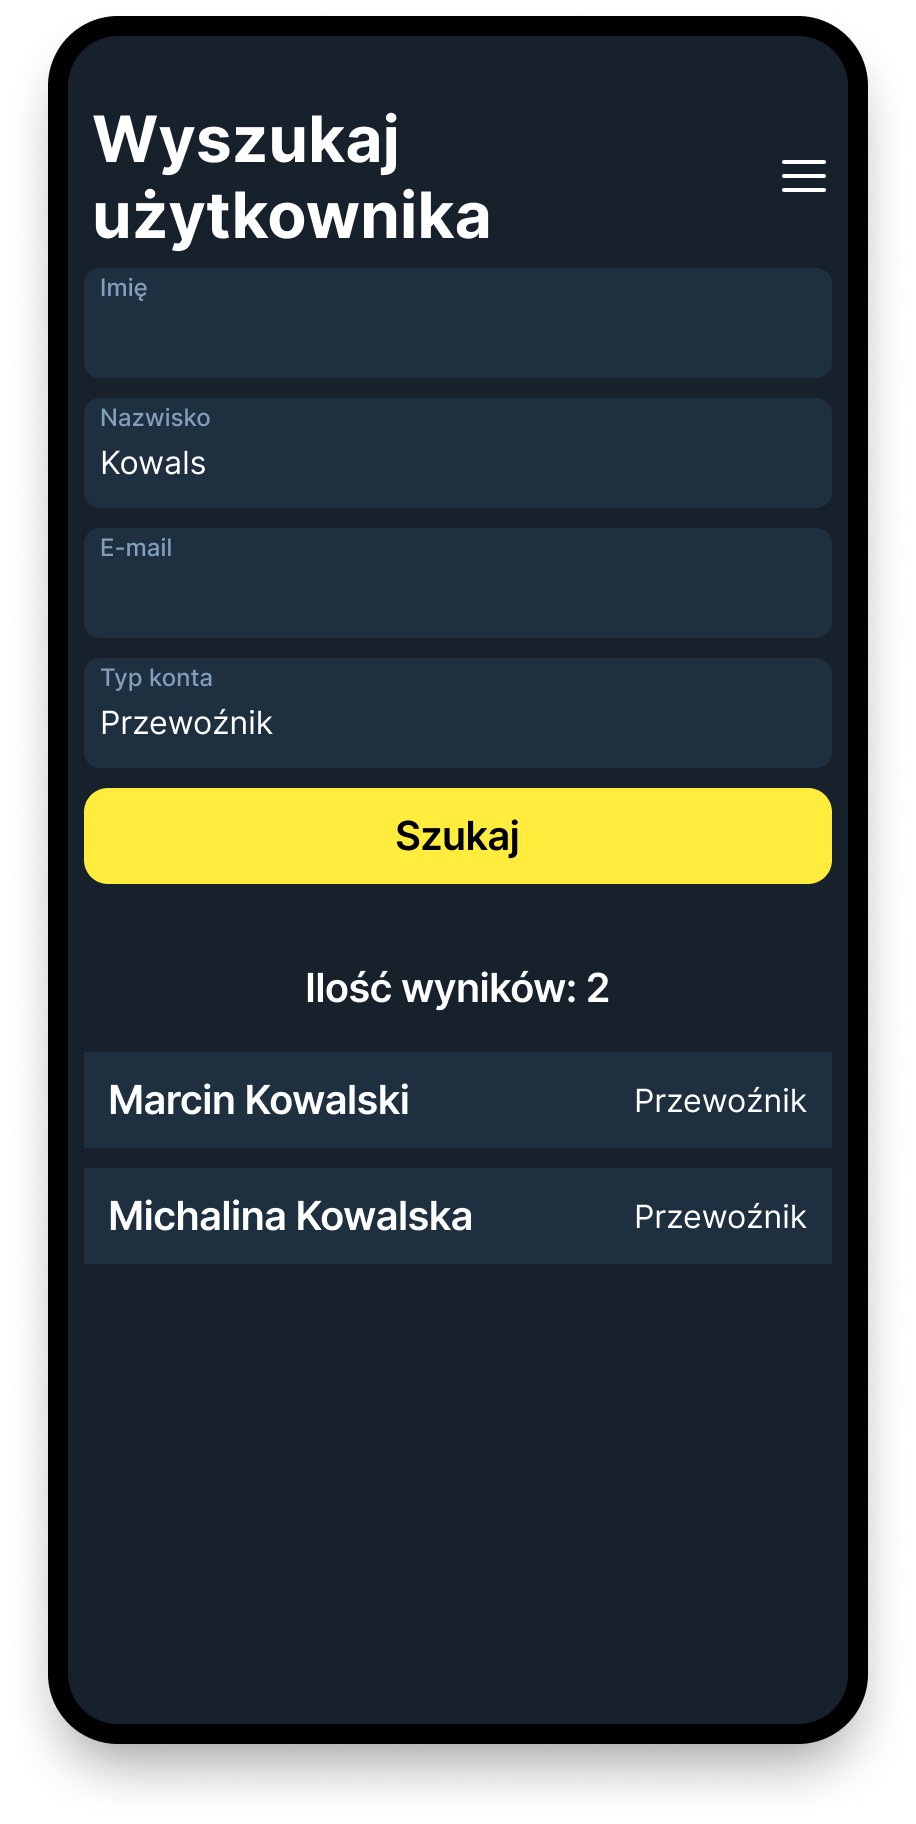 Wyszukaj
użytkownika
Imię
Nazwisko
Kowals
E-mail
Typ konta
Przewoźnik
Szukaj
Ilość wyników: 2
Marcin Kowalski Przewoźnik
Michalina Kowalska Przewoźnik